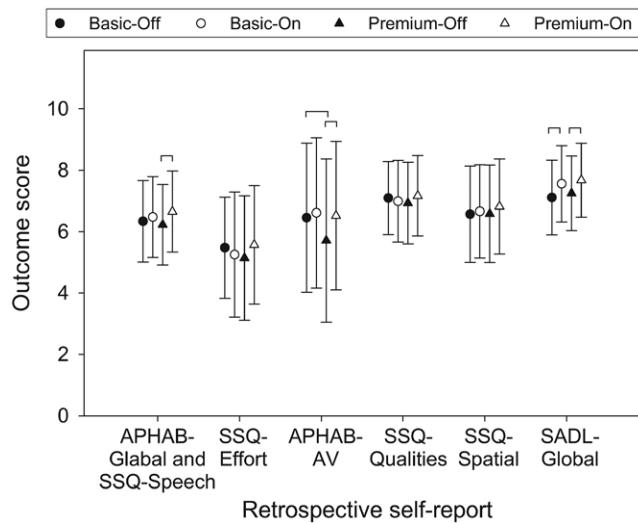 Basic-Off Basic-On Premium-Off Premium-On
Outcome score
10
8
6
4
2
0
APHAB- SSQ- APHAB- SSQ- SSQ- SADL-
Glabal and Effort AV Qualities Spatial Global
SSQ-Speech
Retrospective self-report